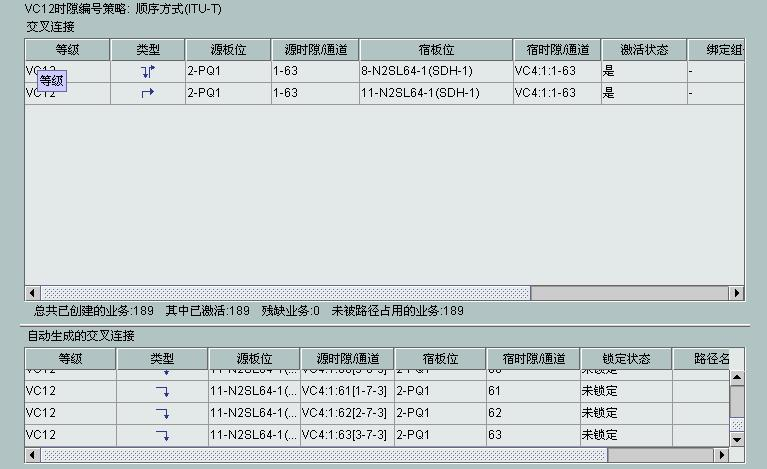 VC12时隙编号策略: 顺序方式(ITU-T)
交叉连接
等级 类型 源板位 源时隙/通道 宿板位 宿时隙/通道 激活状态 绑定组
VC12 2-PQ1 1-63 8-N2SL64-1(SDH-1) VC4:1:1-63 是 -
等级
VC12 2-PQ1 1-63 11-N2SL64-1(SDH-1) VC4:1:1-63 是 -
总共已创建的业务:189 其中已激活:189 残缺业务:0 未被路径占用的业务:189
自动生成的交叉连接
等级 类型 源板位 源时隙/通道 宿板位 宿时隙/通道 锁定状态 路径名
VC12 11-N2SL64-1(... VC4:1:60[3-6-3] 2-PQ1 60 未锁定
VC12 11-N2SL64-1(... VC4:1:61[1-7-3] 2-PQ1 61 未锁定
VC12 11-N2SL64-1(... VC4:1:62[2-7-3] 2-PQ1 62 未锁定
VC12 11-N2SL64-1(... VC4:1:63[3-7-3] 2-PQ1 63 未锁定